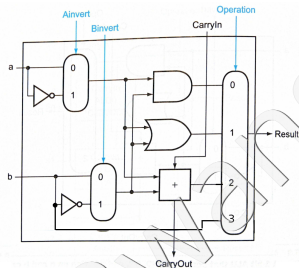 Operation
Ainvert
CarryIn
Binvert
a
0
0
1
1
Result
b
0
+
2
1
3
CarryOut